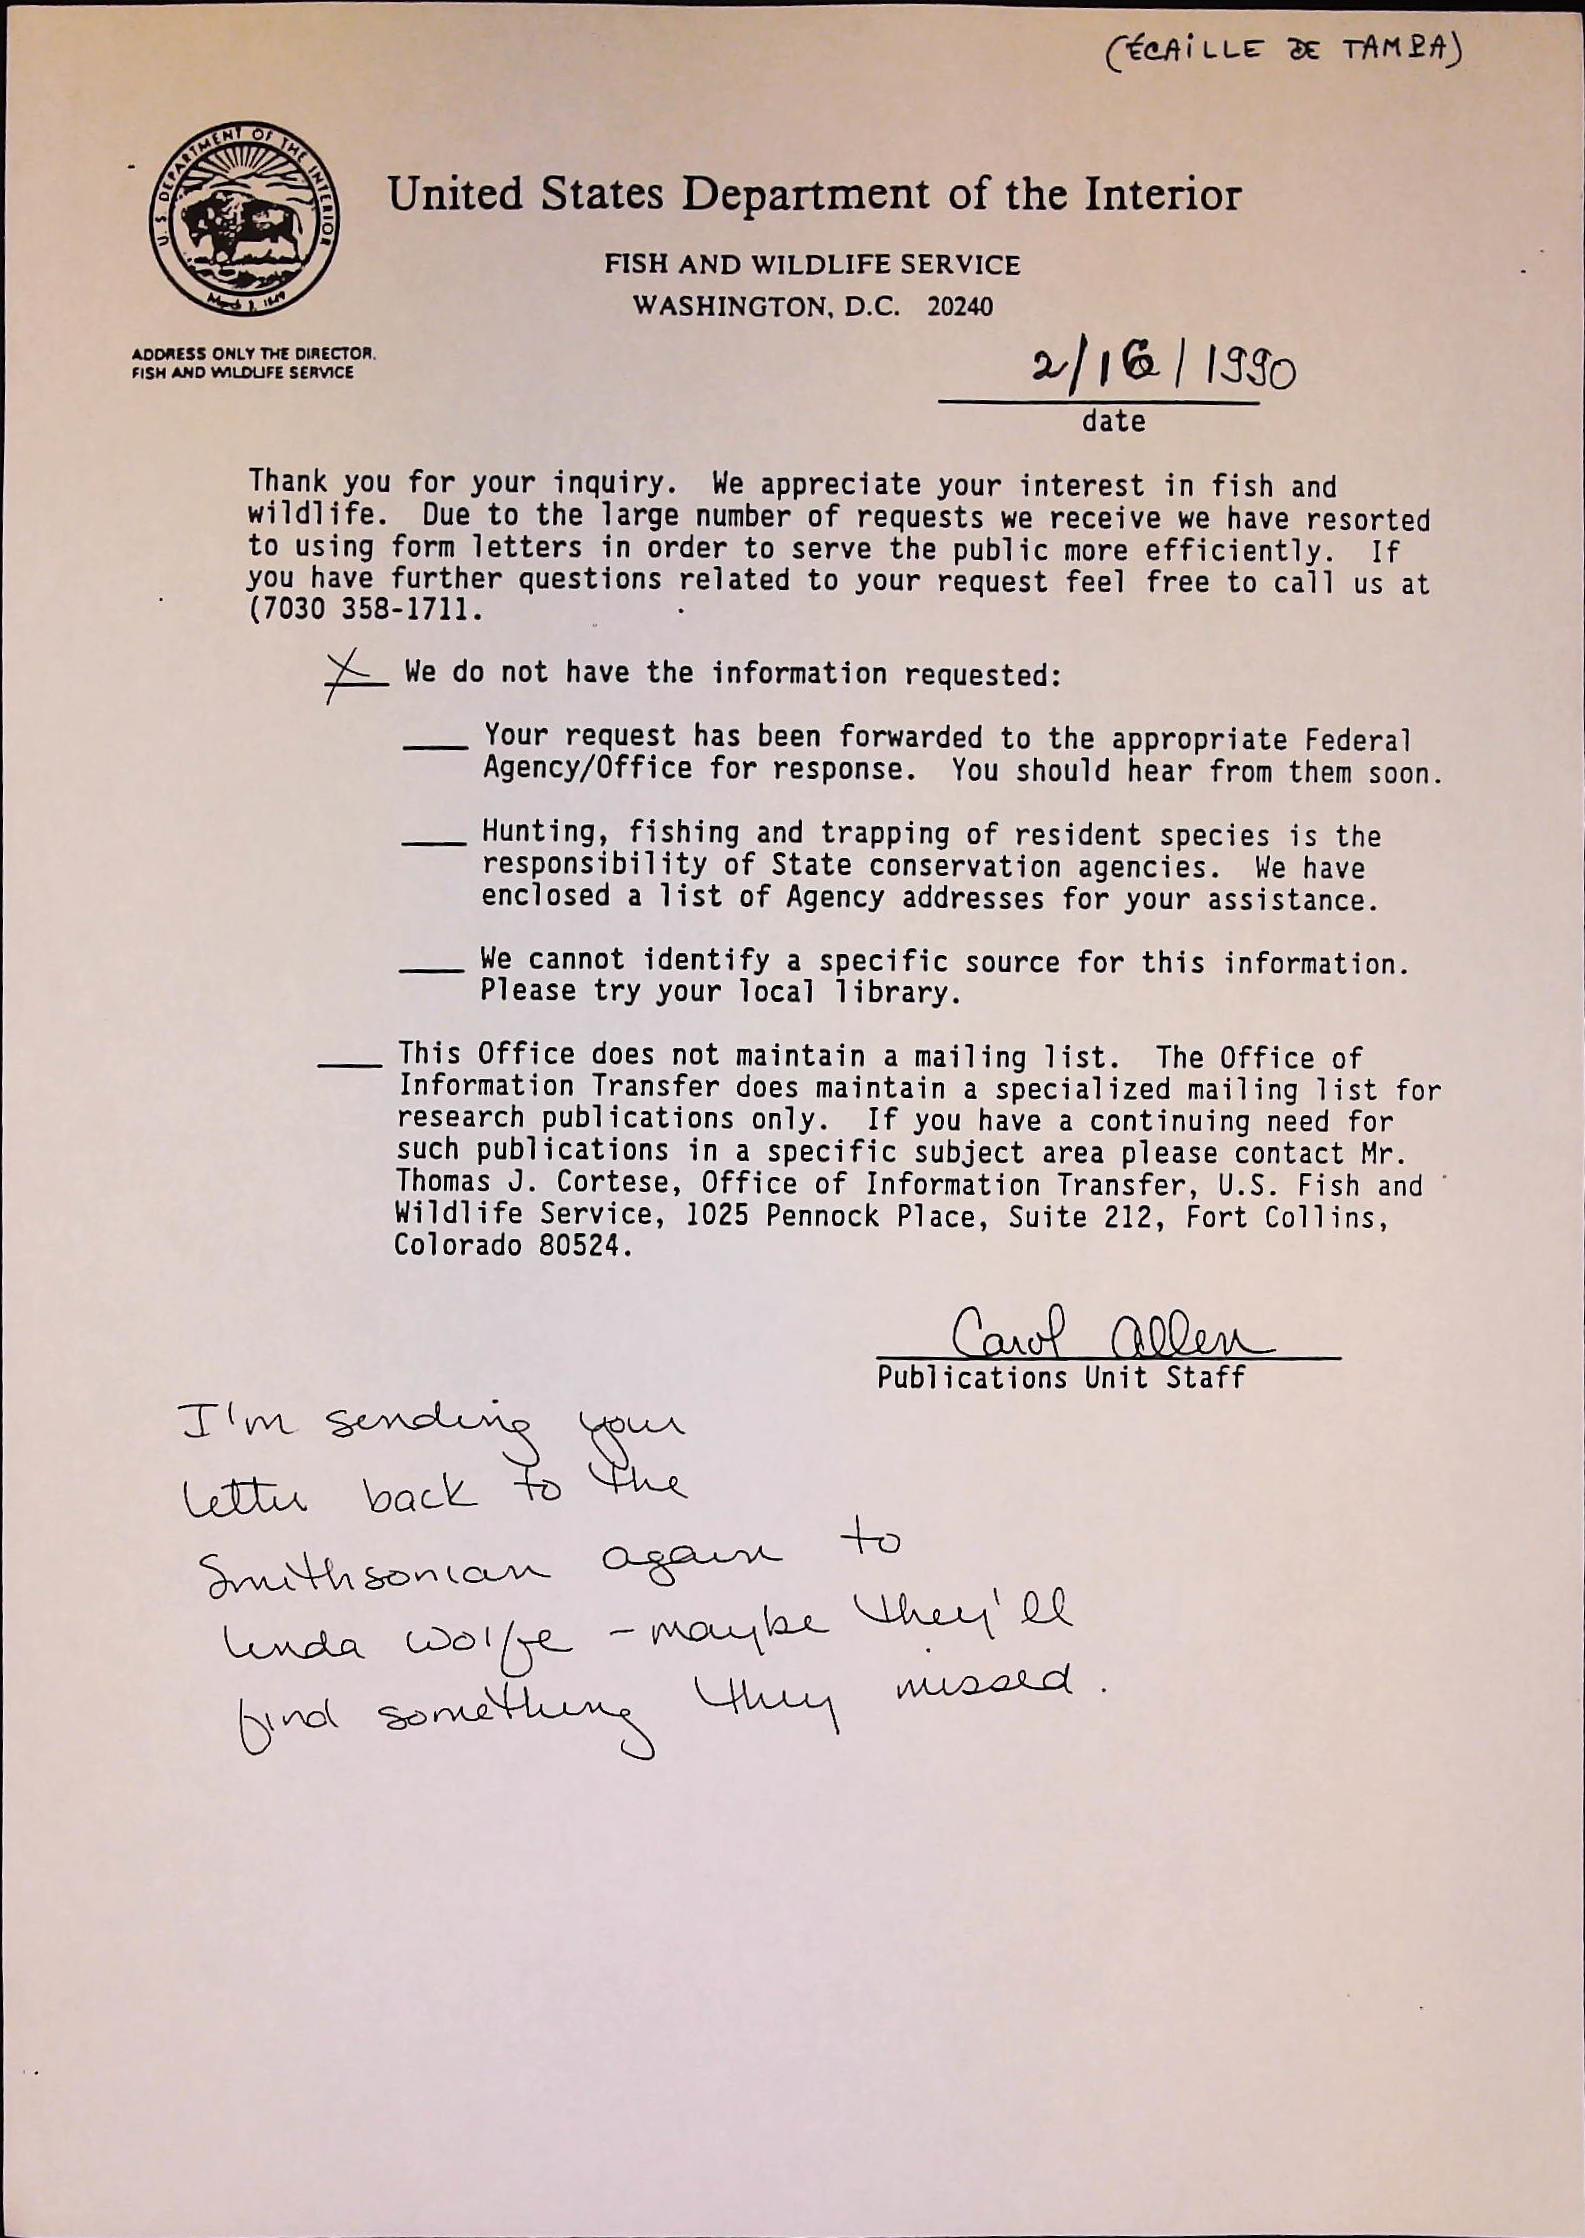 (ÉCAILLE DE TAMPA)
U. S. DEPARTMENT OF THE INTERIOR
March 3, 1849
United States Department of the Interior
FISH AND WILDLIFE SERVICE
WASHINGTON, D.C. 20240
ADDRESS ONLY THE DIRECTOR.
FISH AND WILDLIFE SERVICE
2/16/1990
date
Thank you for your inquiry. We appreciate your interest in fish and
wildlife. Due to the large number of requests we receive we have resorted
to using form letters in order to serve the public more efficiently. If
you have further questions related to your request feel free to call us at
(7030 358-1711.
X We do not have the information requested:
___ Your request has been forwarded to the appropriate Federal
Agency/Office for response. You should hear from them soon.
___ Hunting, fishing and trapping of resident species is the
responsibility of State conservation agencies. We have
enclosed a list of Agency addresses for your assistance.
___ We cannot identify a specific source for this information.
Please try your local library.
___ This Office does not maintain a mailing list. The Office of
Information Transfer does maintain a specialized mailing list for
research publications only. If you have a continuing need for
such publications in a specific subject area please contact Mr.
Thomas J. Cortese, Office of Information Transfer, U.S. Fish and
Wildlife Service, 1025 Pennock Place, Suite 212, Fort Collins,
Colorado 80524.
Carol Allen
Publications Unit Staff
I'm sending your
letter back to the
Smithsonian again to
Linda Wolfe - maybe they'll
find something they missed.